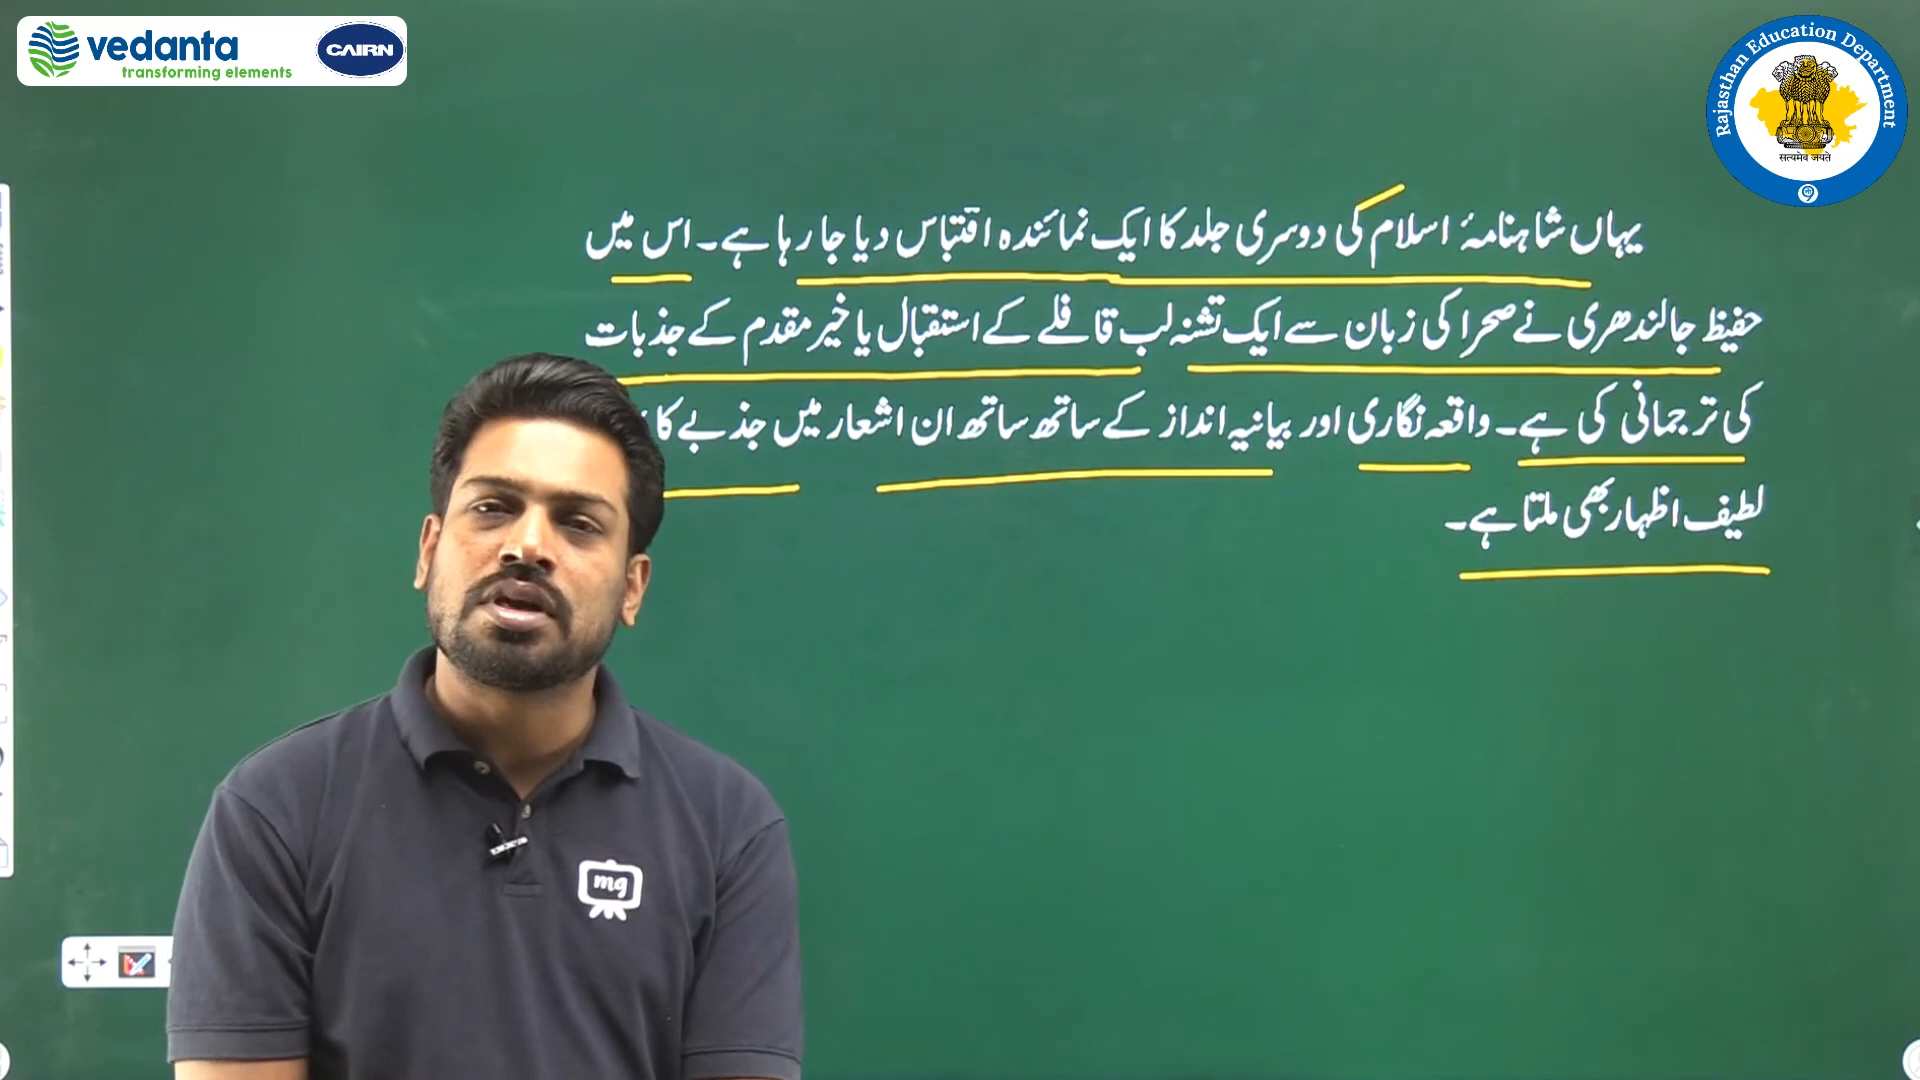 vedanta
transforming elements
CAIRN
Rajasthan Education Department
सत्यमेव जयते
یہاں شاہنامۂ اسلام کی دوسری جلد کا ایک نمائندہ اقتباس دیا جا رہا ہے۔ اس میں
حفیظ جالندھری نے صحرا کی زبان سے ایک تشنہ لب قافلے کے استقبال یا خیر مقدم کے جذبات
کی ترجمانی کی ہے۔ واقعہ نگاری اور بیانیہ انداز کے ساتھ ساتھ ان اشعار میں جذبے کا
لطیف اظہار بھی ملتا ہے۔
mg